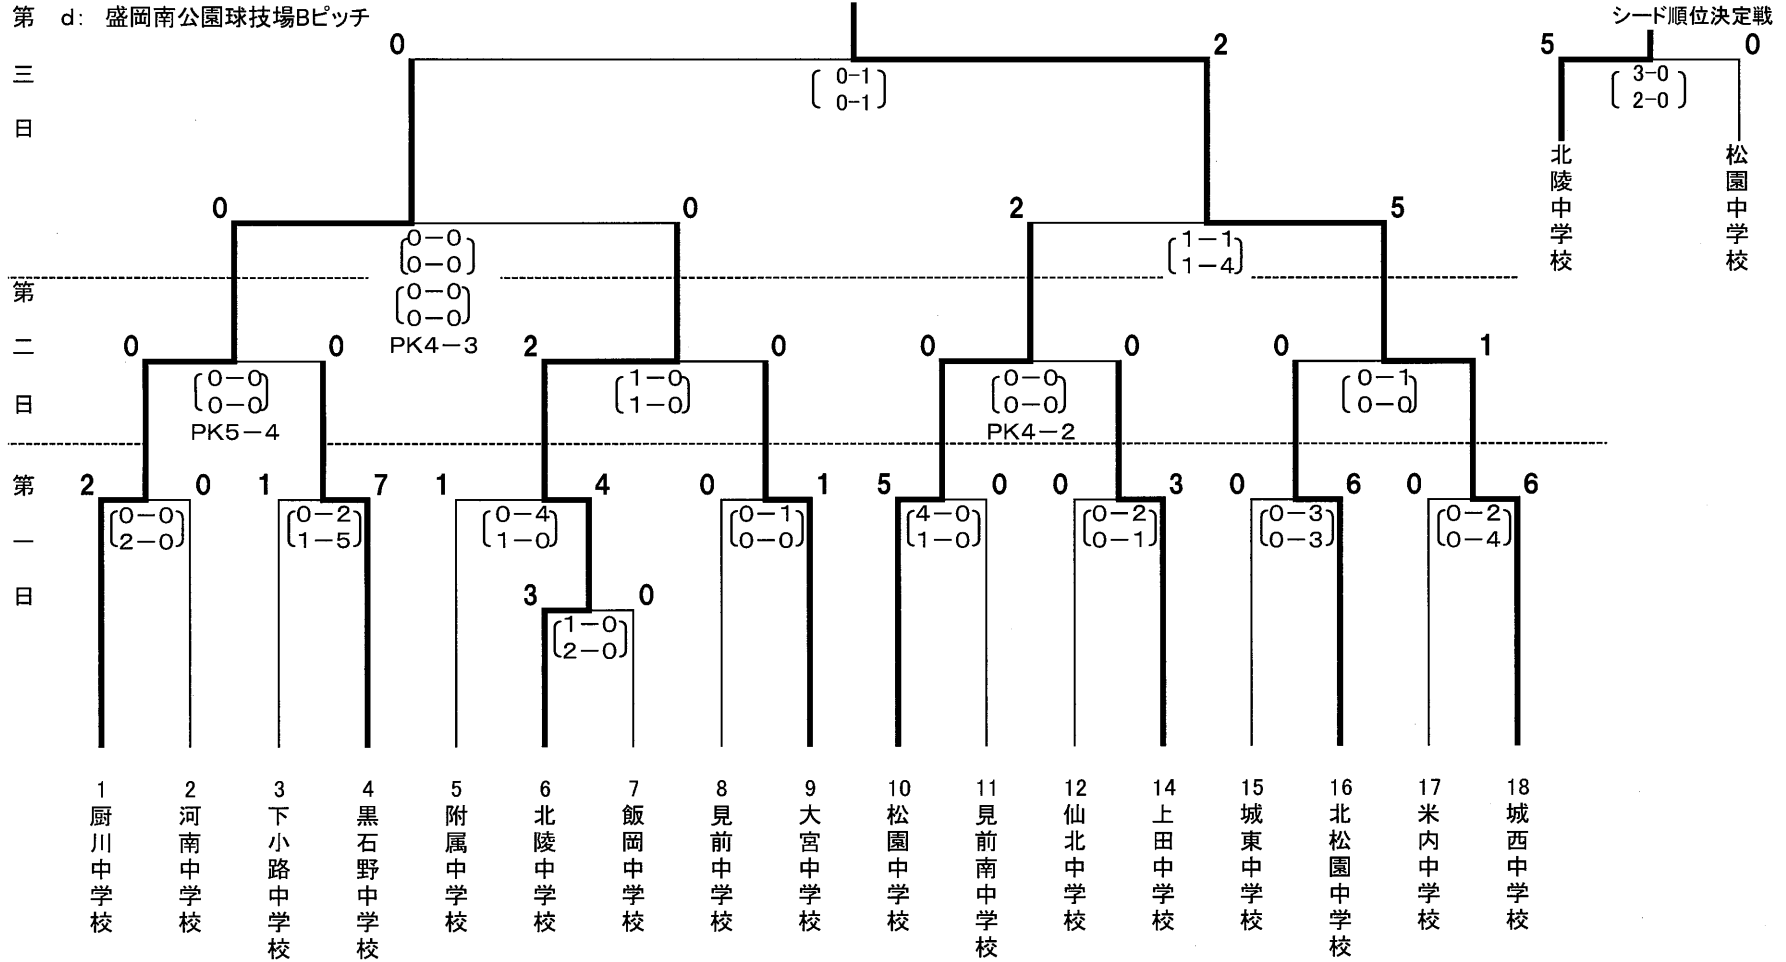 第 d: 盛岡南公園球技場Bピッチ
シード順位決定戦
0 2 5 0
三
0-1
0-1
3-0
2-0
日
北陵中学校
松園中学校
0 0 2 5
0-0
0-0
1-1
1-4
第
0-0
0-0
PK4-3
二
0 0 2 0 0 0 0 1
0-0
0-0
PK5-4
1-0
1-0
0-0
0-0
PK4-2
0-1
0-0
日
第
2 0 1 7 1 4 0 1 5 0 0 3 0 6 0 6
0-0
2-0
0-2
1-5
0-4
1-0
0-1
0-0
4-0
1-0
0-2
0-1
0-3
0-3
0-2
0-4
一
日
3 0
1-0
2-0
1 厨川中学校
2 河南中学校
3 下小路中学校
4 黒石野中学校
5 附属中学校
6 北陵中学校
7 飯岡中学校
8 見前中学校
9 大宮中学校
10 松園中学校
11 見前南中学校
12 仙北中学校
14 上田中学校
15 城東中学校
16 北松園中学校
17 米内中学校
18 城西中学校